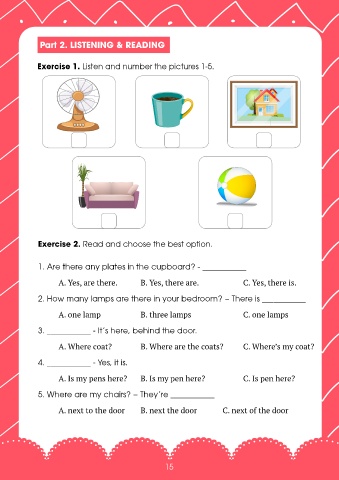 Part 2. LISTENING & READING
Exercise 1. Listen and number the pictures 1-5.
Exercise 2. Read and choose the best option.
1. Are there any plates in the cupboard? - __________
A. Yes, are there. B. Yes, there are. C. Yes, there is.
2. How many lamps are there in your bedroom? – There is __________
A. one lamp B. three lamps C. one lamps
3. __________ - It's here, behind the door.
A. Where coat? B. Where are the coats? C. Where's my coat?
4. __________ - Yes, it is.
A. Is my pens here? B. Is my pen here? C. Is pen here?
5. Where are my chairs? – They're __________
A. next to the door B. next the door C. next of the door
15